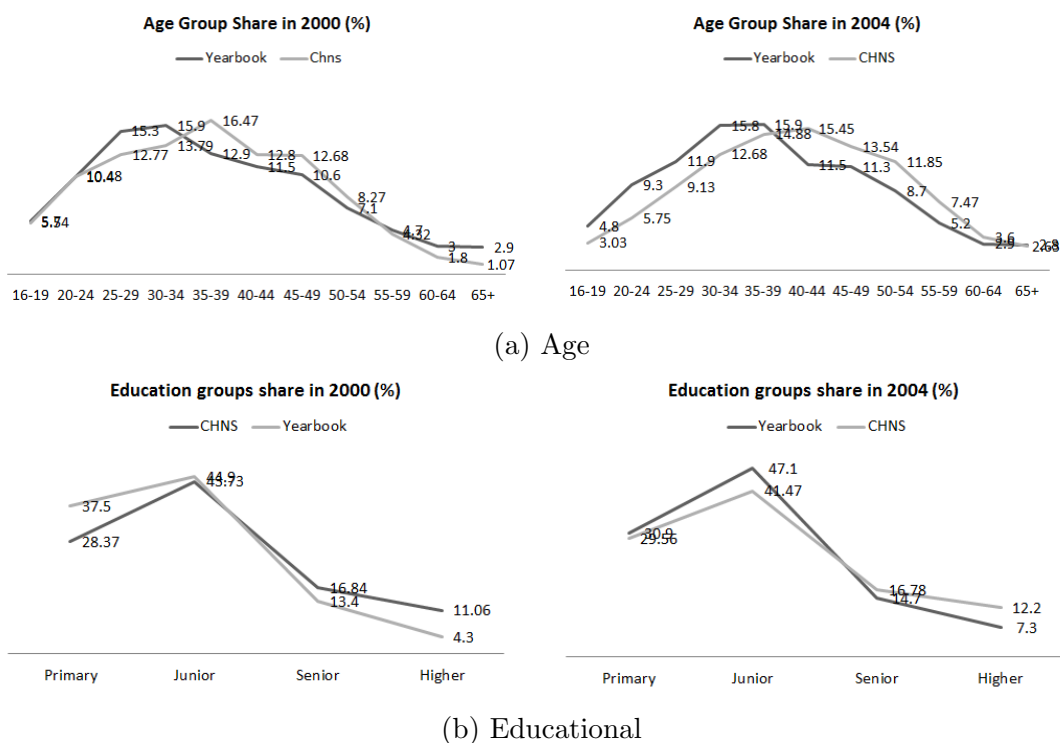 Age Group Share in 2000 (%)
Yearbook Chns
16.47
15.3 15.9
13.79
12.77 12.9 12.8 12.68
11.5
10.4 10.6
8.27
7.1
4.7
4.32
3 2.9
1.8
1.07
16-19 20-24 25-29 30-34 35-39 40-44 45-49 50-54 55-59 60-64 65+
Age Group Share in 2004 (%)
Yearbook CHNS
15.8 15.9 15.45
14.88
13.54
12.68
11.9 11.5 11.3 11.85
9.3 9.13
8.7
7.47
5.75
4.8 5.2
3.03 3.6
2.9
16-19 20-24 25-29 30-34 35-39 40-44 45-49 50-54 55-59 60-64 65+
(a) Age
Education groups share in 2000 (%)
CHNS Yearbook
44.9
43.73
37.5
28.37
16.84
13.4
11.06
4.3
Primary Junior Senior Higher
Education groups share in 2004 (%)
Yearbook CHNS
47.1
41.47
30.9
29.56
16.78
14.7
12.2
7.3
Primary Junior Senior Higher
(b) Educational